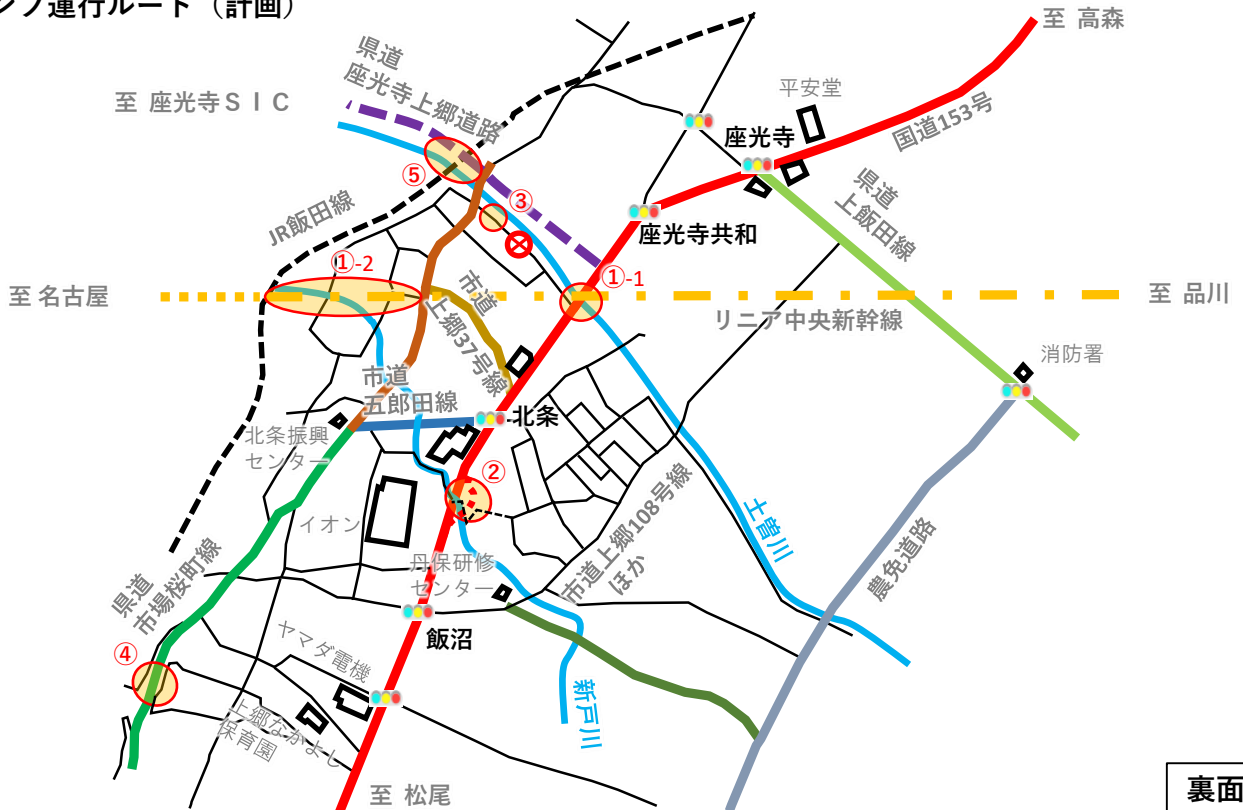 ンプ運行ルート（計画）
至 高森
県道
座光寺上郷道路
至 座光寺ＳＩＣ
平安堂
座光寺
国道153号
⑤
③
県道
上飯田線
JR飯田線
座光寺共和
①-2
①-1
至 名古屋
至 品川
市道
上郷37号線
リニア中央新幹線
消防署
市道
五郎田線
北条
北条振興
センター
②
イオン
土曽川
市道上郷108号線
ほか
丹保研修
センター
農免道路
県道
市場桜町線
飯沼
④
ヤマダ電機
上郷なかよし
保育園
新戸川
至 松尾
裏面